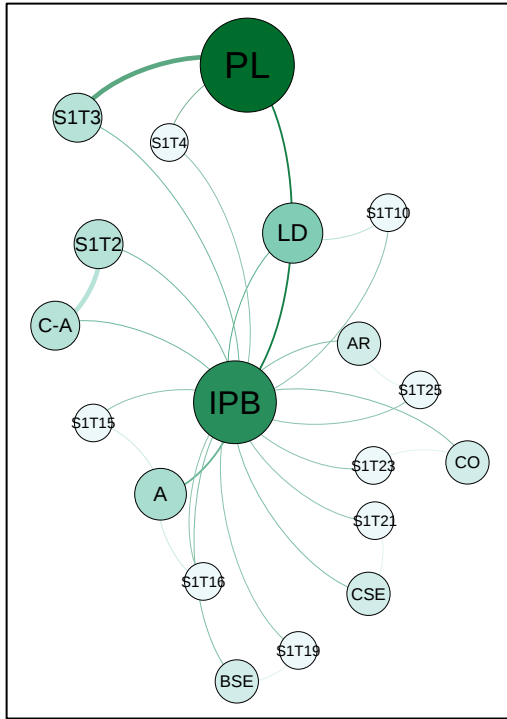 PL
S1T3
S1T4
S1T10
LD
S1T2
C-A
AR
S1T25
IPB
S1T15
S1T23
CO
A
S1T21
S1T16
CSE
S1T19
BSE